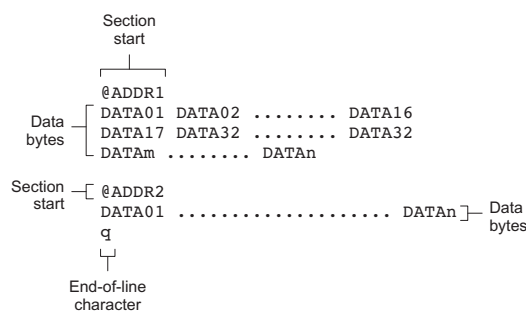 Section
start
@ADDR1
DATA01 DATA02 ........ DATA16
Data
bytes
DATA17 DATA32 ........ DATA32
DATAm ........ DATAn
Section
start
@ADDR2
DATA01 ..................... DATAn
Data
bytes
q
End-of-line
character